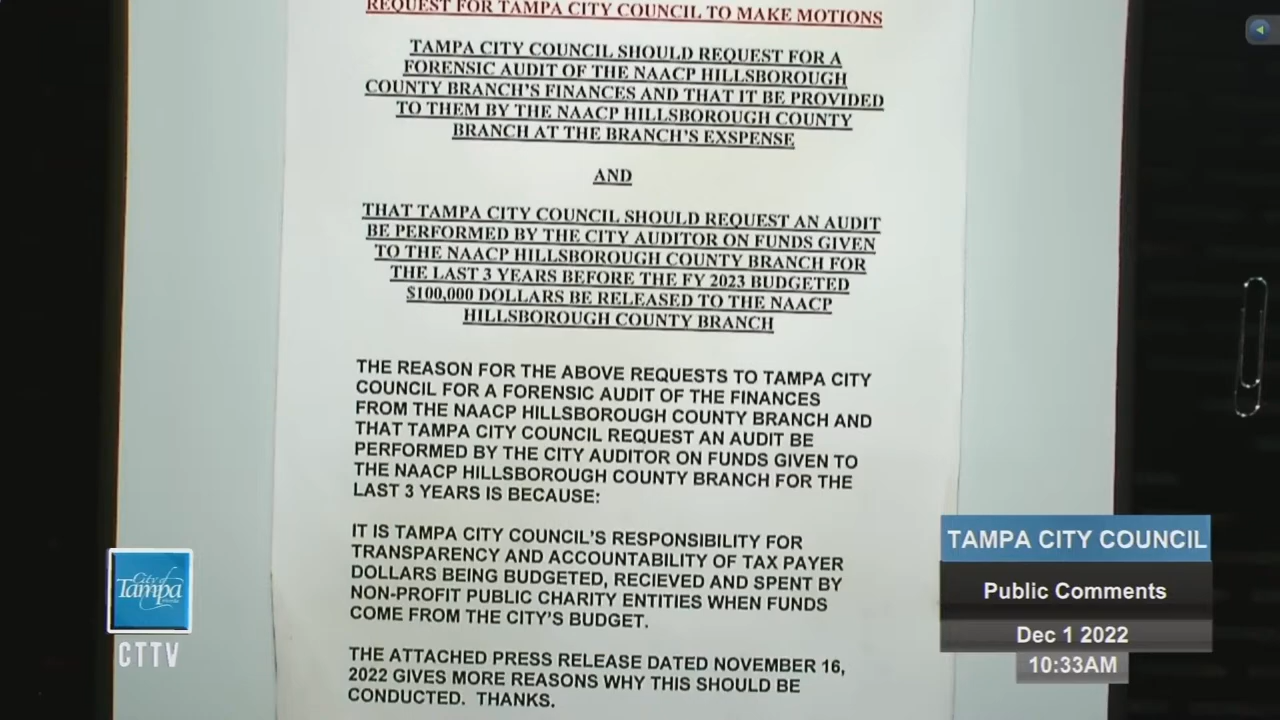 REQUEST FOR TAMPA CITY COUNCIL TO MAKE MOTIONS
TAMPA CITY COUNCIL SHOULD REQUEST FOR A
FORENSIC AUDIT OF THE NAACP HILLSBOROUGH
COUNTY BRANCH'S FINANCES AND THAT IT BE PROVIDED
TO THEM BY THE NAACP HILLSBOROUGH COUNTY
BRANCH AT THE BRANCH'S EXSPENSE
AND
THAT TAMPA CITY COUNCIL SHOULD REQUEST AN AUDIT
BE PERFORMED BY THE CITY AUDITOR ON FUNDS GIVEN
TO THE NAACP HILLSBOROUGH COUNTY BRANCH FOR
THE LAST 3 YEARS BEFORE THE FY 2023 BUDGETED
$100,000 DOLLARS BE RELEASED TO THE NAACP
HILLSBOROUGH COUNTY BRANCH
THE REASON FOR THE ABOVE REQUESTS TO TAMPA CITY
COUNCIL FOR A FORENSIC AUDIT OF THE FINANCES
FROM THE NAACP HILLSBOROUGH COUNTY BRANCH AND
THAT TAMPA CITY COUNCIL REQUEST AN AUDIT BE
PERFORMED BY THE CITY AUDITOR ON FUNDS GIVEN TO
THE NAACP HILLSBOROUGH COUNTY BRANCH FOR THE
LAST 3 YEARS IS BECAUSE:
IT IS TAMPA CITY COUNCIL'S RESPONSIBILITY FOR
TRANSPARENCY AND ACCOUNTABILITY OF TAX PAYER
DOLLARS BEING BUDGETED, RECIEVED AND SPENT BY
NON-PROFIT PUBLIC CHARITY ENTITIES WHEN FUNDS
COME FROM THE CITY'S BUDGET.
THE ATTACHED PRESS RELEASE DATED NOVEMBER 16,
2022 GIVES MORE REASONS WHY THIS SHOULD BE
CONDUCTED. THANKS.
City of
Tampa
CTTV
TAMPA CITY COUNCIL
Public Comments
Dec 1 2022
10:33AM